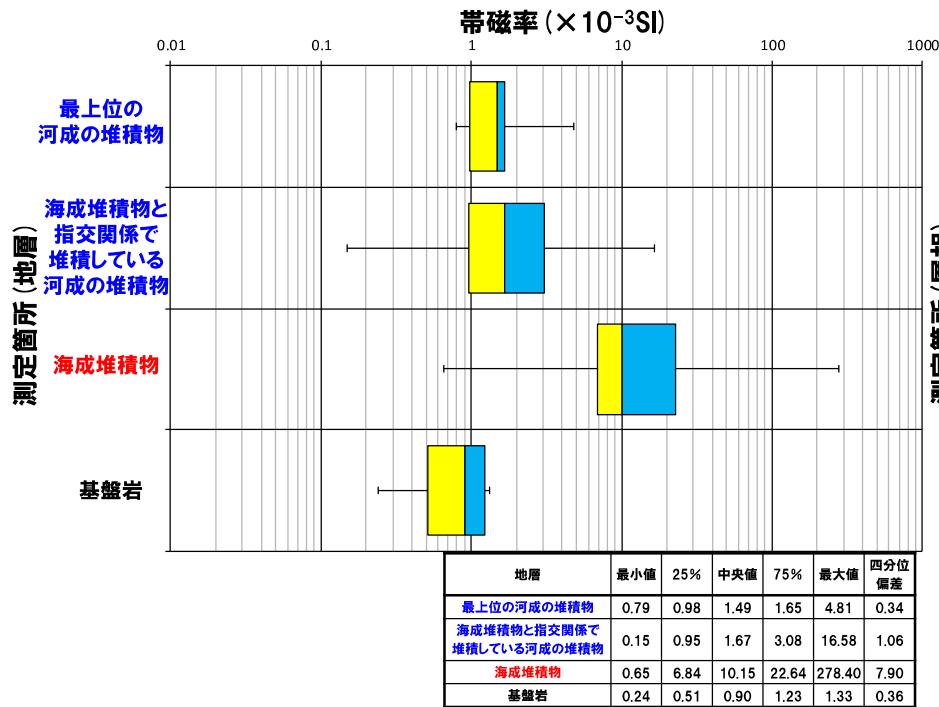 帯磁率(×10⁻³SI)
0.01 0.1 1 10 100 1000
測定箇所(地層)
最上位の
河成の堆積物
海成堆積物と
指交関係で
堆積している
河成の堆積物
海成堆積物
基盤岩
地層 最小値 25% 中央値 75% 最大値 四分位
偏差
最上位の河成の堆積物 0.79 0.98 1.49 1.65 4.81 0.34
海成堆積物と指交関係で
堆積している河成の堆積物 0.15 0.95 1.67 3.08 16.58 1.06
海成堆積物 0.65 6.84 10.15 22.64 278.40 7.90
基盤岩 0.24 0.51 0.90 1.23 1.33 0.36